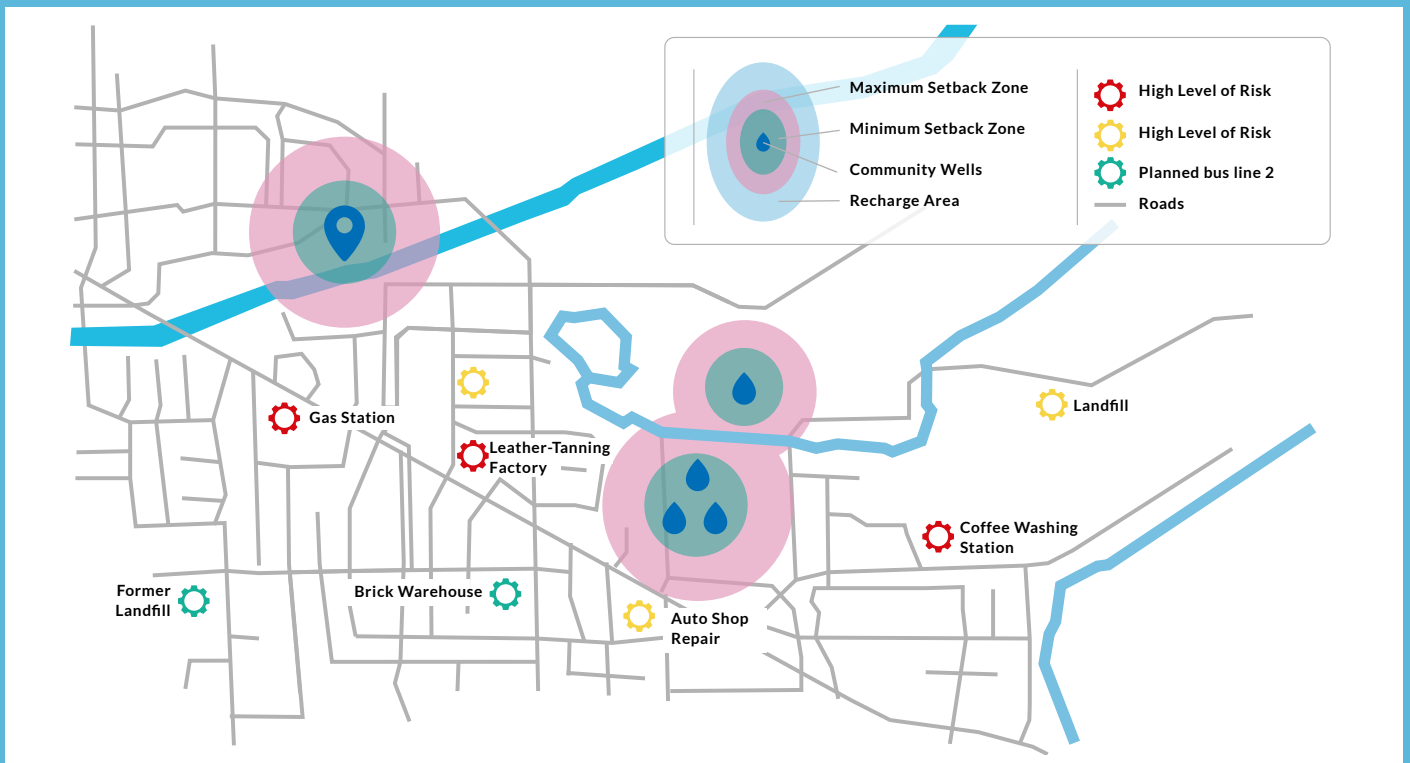 Maximum Setback Zone
Minimum Setback Zone
Community Wells
Recharge Area
High Level of Risk
High Level of Risk
Planned bus line 2
Roads
Gas Station
Leather-Tanning
Factory
Landfill
Coffee Washing
Station
Former
Landfill
Brick Warehouse
Auto Shop
Repair